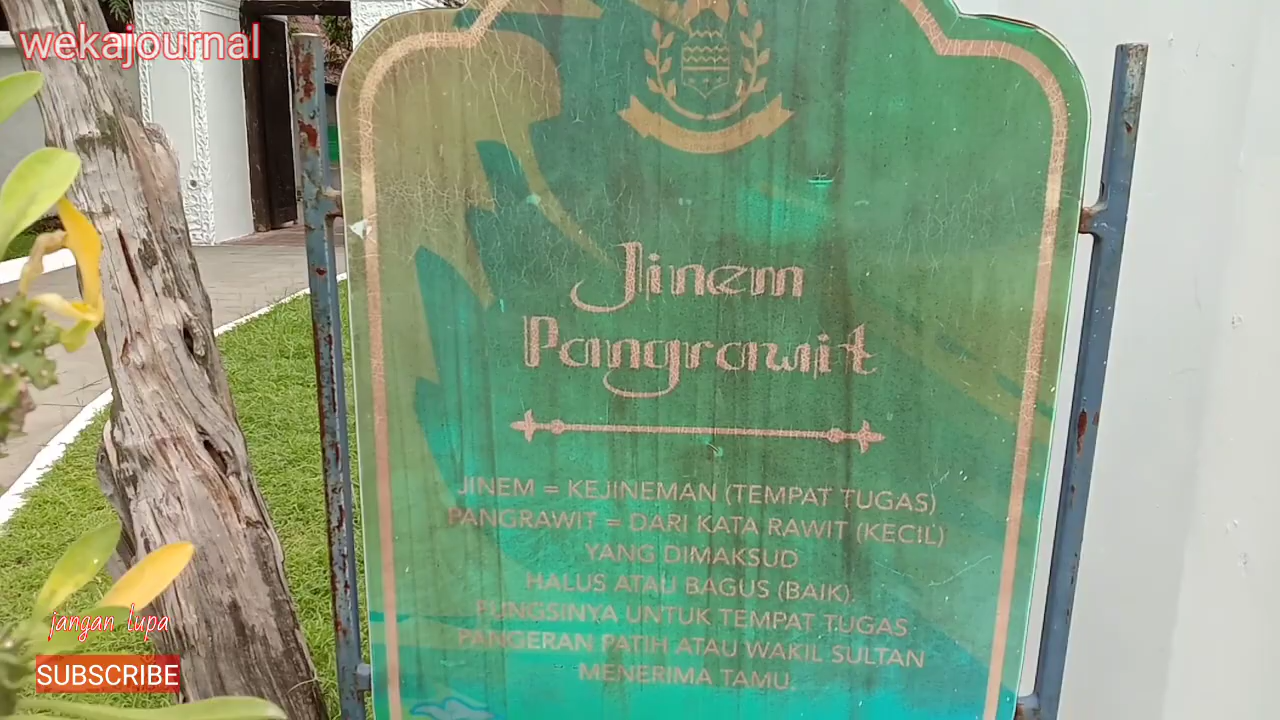 wekajournal
Jinem
Pangrawit
JINEM = KEJINEMAN (TEMPAT TUGAS)
PANGRAWIT = DARI KATA RAWIT (KECIL)
YANG DIMAKSUD
HALUS ATAU BAGUS (BAIK).
FUNGSINYA UNTUK TEMPAT TUGAS
PANGERAN PATIH ATAU WAKIL SULTAN
MENERIMA TAMU.
jangan lupa
SUBSCRIBE